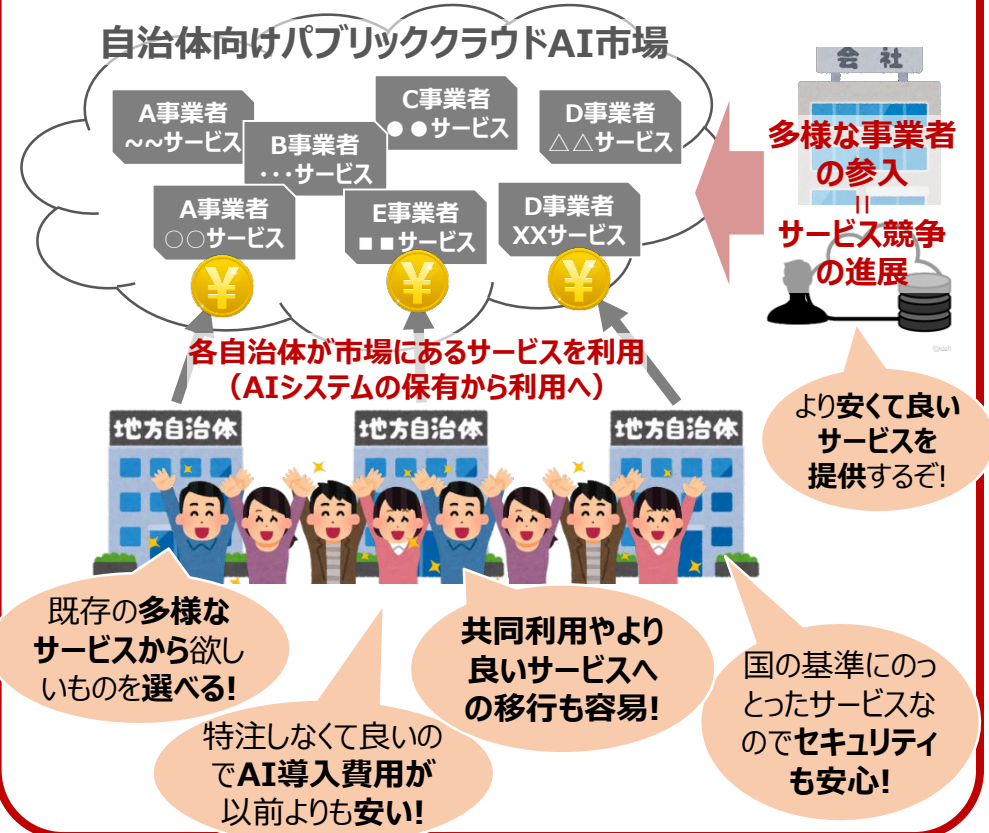 自治体向けパブリッククラウドAI市場
A事業者
~~サービス
B事業者
・・・サービス
C事業者
●●サービス
D事業者
△△サービス
A事業者
○○サービス
E事業者
■■サービス
D事業者
XXサービス
¥
¥
¥
会社
多様な事業者
の参入
=
サービス競争
の進展
各自治体が市場にあるサービスを利用
（AIシステムの保有から利用へ）
より安くて良い
サービスを
提供するぞ!
地方自治体
地方自治体
地方自治体
既存の多様な
サービスから欲し
いものを選べる!
特注しなくて良いの
でAI導入費用が
以前よりも安い!
共同利用やより
良いサービスへ
の移行も容易!
国の基準にのっ
とったサービスな
のでセキュリティ
も安心!